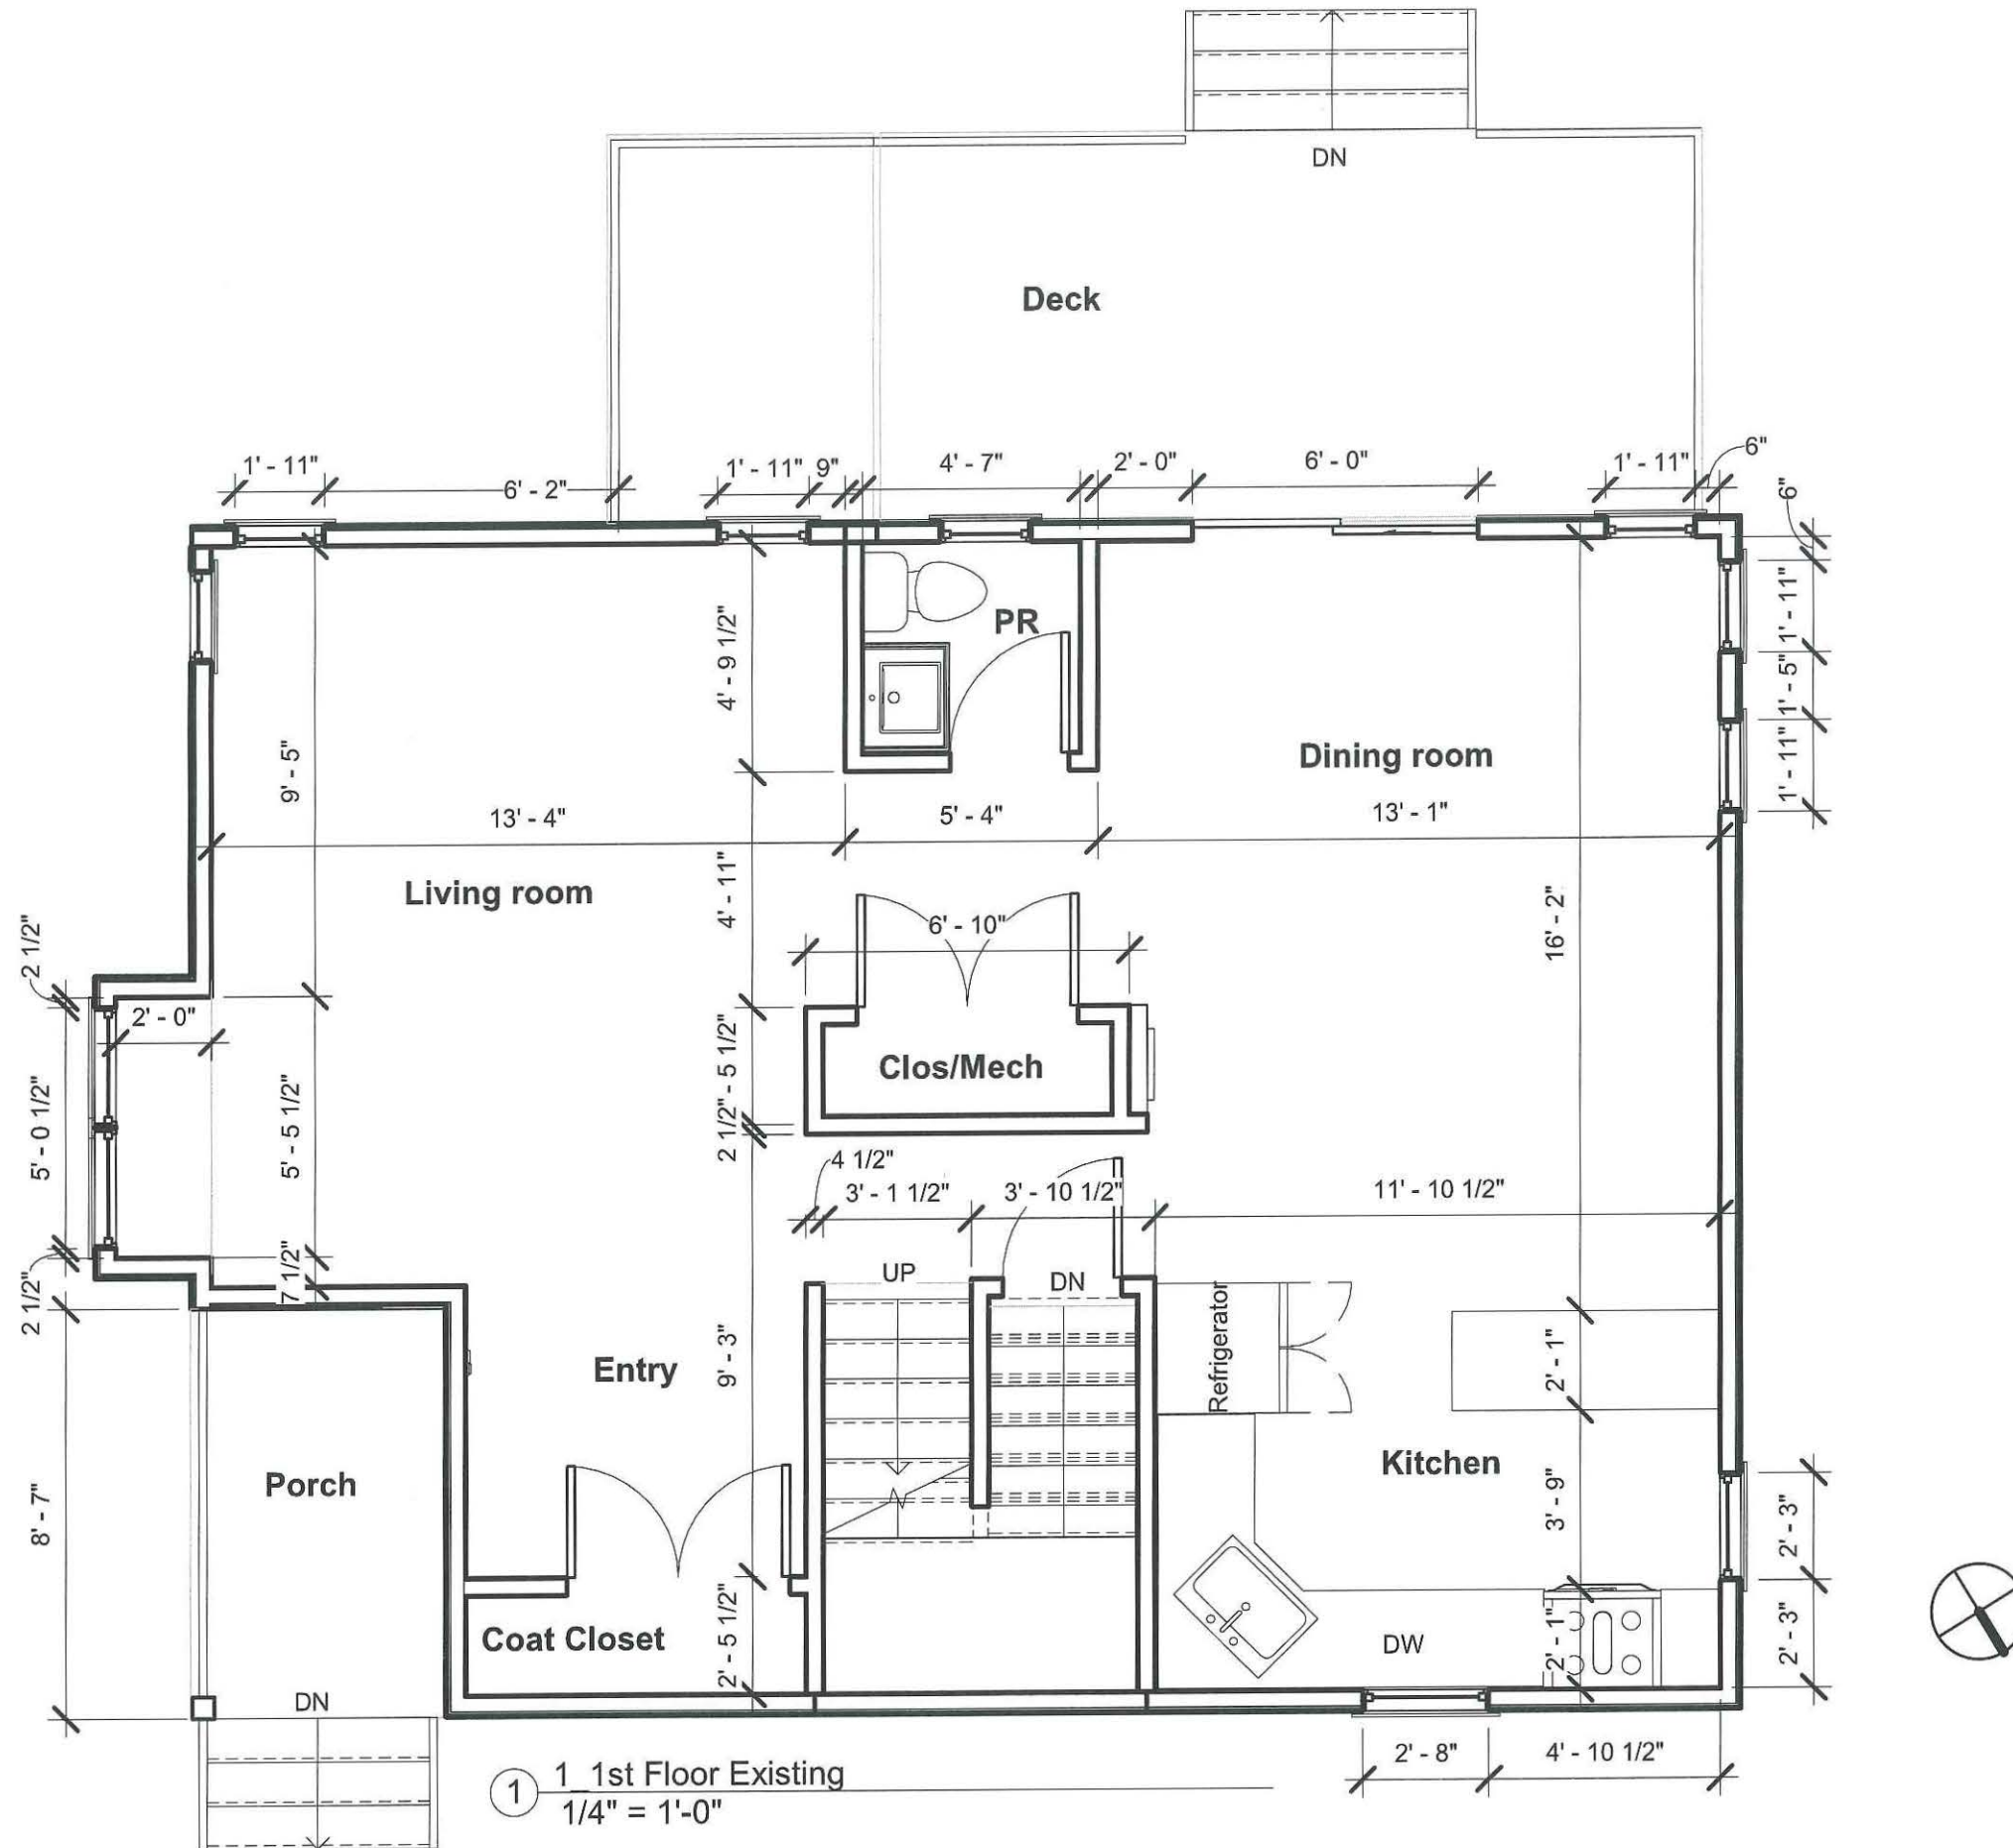 DN
Deck
1' - 11"
6' - 2"
1' - 11"
9"
4' - 7"
2' - 0"
6' - 0"
1' - 11"
6"
6"
1' - 11"
1' - 5"
1' - 11"
PR
4' - 9 1/2"
9' - 5"
Dining room
13' - 4"
5' - 4"
13' - 1"
Living room
4' - 11"
6' - 10"
16' - 2"
2 1/2"
2' - 0"
5' - 0 1/2"
5' - 5 1/2"
2 1/2"
2' - 5 1/2"
2 1/2"
Clos/Mech
4 1/2"
3' - 1 1/2"
3' - 10 1/2"
11' - 10 1/2"
7 1/2"
UP
DN
Refrigerator
Entry
9' - 3"
2' - 1"
Kitchen
Porch
8' - 7"
3' - 9"
2' - 3"
2' - 3"
Coat Closet
2' - 5 1/2"
DW
2' - 1"
DN
2' - 8"
4' - 10 1/2"
1
1_1st Floor Existing
1/4" = 1'-0"